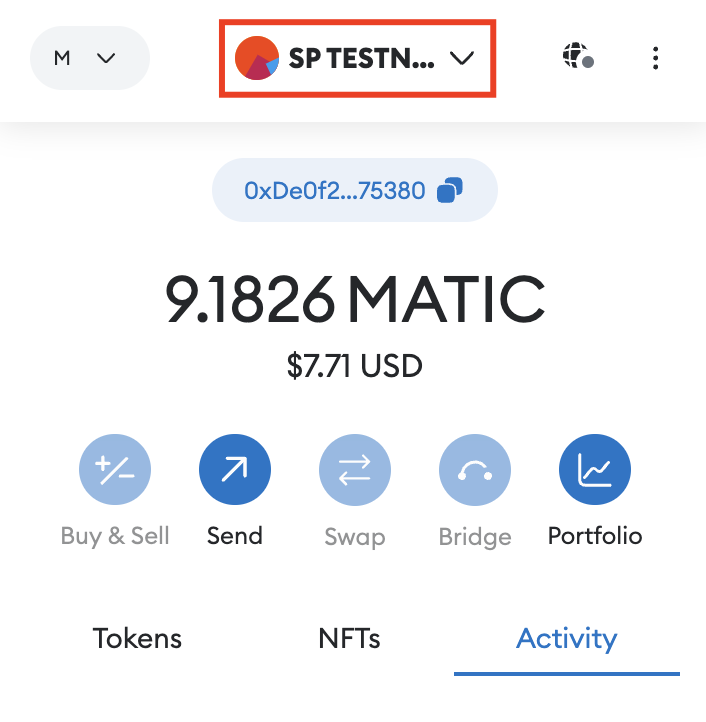 M SP TESTN...
0xDe0f2...75380
9.1826 MATIC
$7.71 USD
Buy & Sell Send Swap Bridge Portfolio
Tokens NFTs Activity